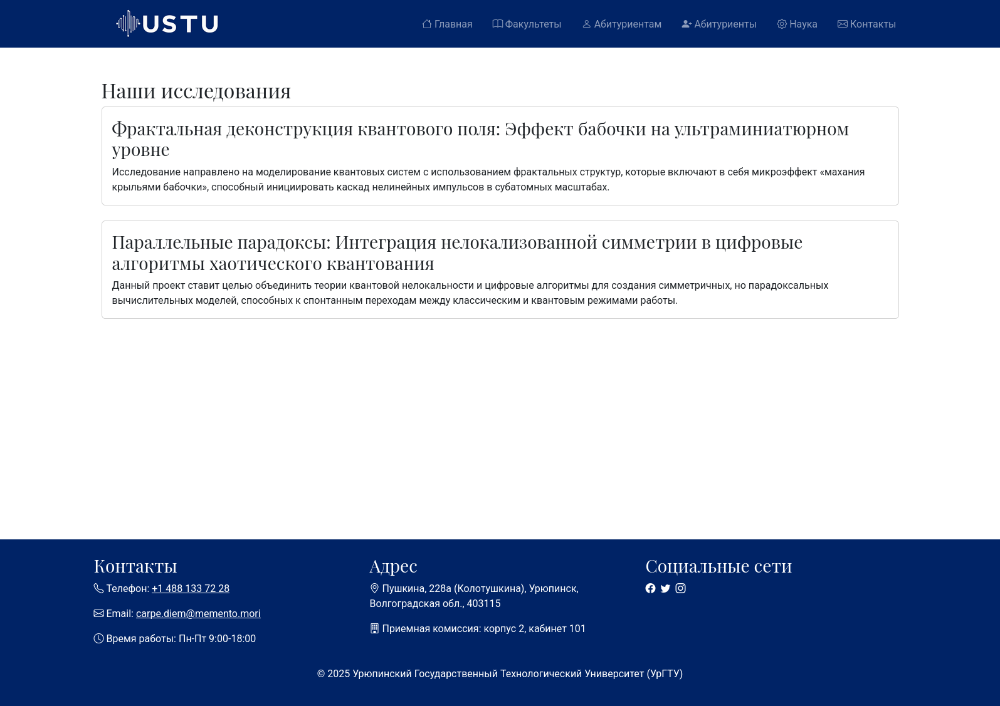 USTU
Главная
Факультеты
Абитуриентам
Абитуриенты
Наука
Контакты
Наши исследования
Фрактальная деконструкция квантового поля: Эффект бабочки на ультраминиатюрном
уровне
Исследование направлено на моделирование квантовых систем с использованием фрактальных структур, которые включают в себя микроэффект «махания
крыльями бабочки», способный инициировать каскад нелинейных импульсов в субатомных масштабах.
Параллельные парадоксы: Интеграция нелокализованной симметрии в цифровые
алгоритмы хаотического квантования
Данный проект ставит целью объединить теории квантовой нелокальности и цифровые алгоритмы для создания симметричных, но парадоксальных
вычислительных моделей, способных к спонтанным переходам между классическим и квантовым режимами работы.
Контакты
Телефон: +1 488 133 72 28
Email: carpe.diem@memento.mori
Время работы: Пн-Пт 9:00-18:00
Адрес
Пушкина, 228а (Колотушкина), Урюпинск,
Волгоградская обл., 403115
Приемная комиссия: корпус 2, кабинет 101
Социальные сети
© 2025 Урюпинский Государственный Технологический Университет (УрГТУ)